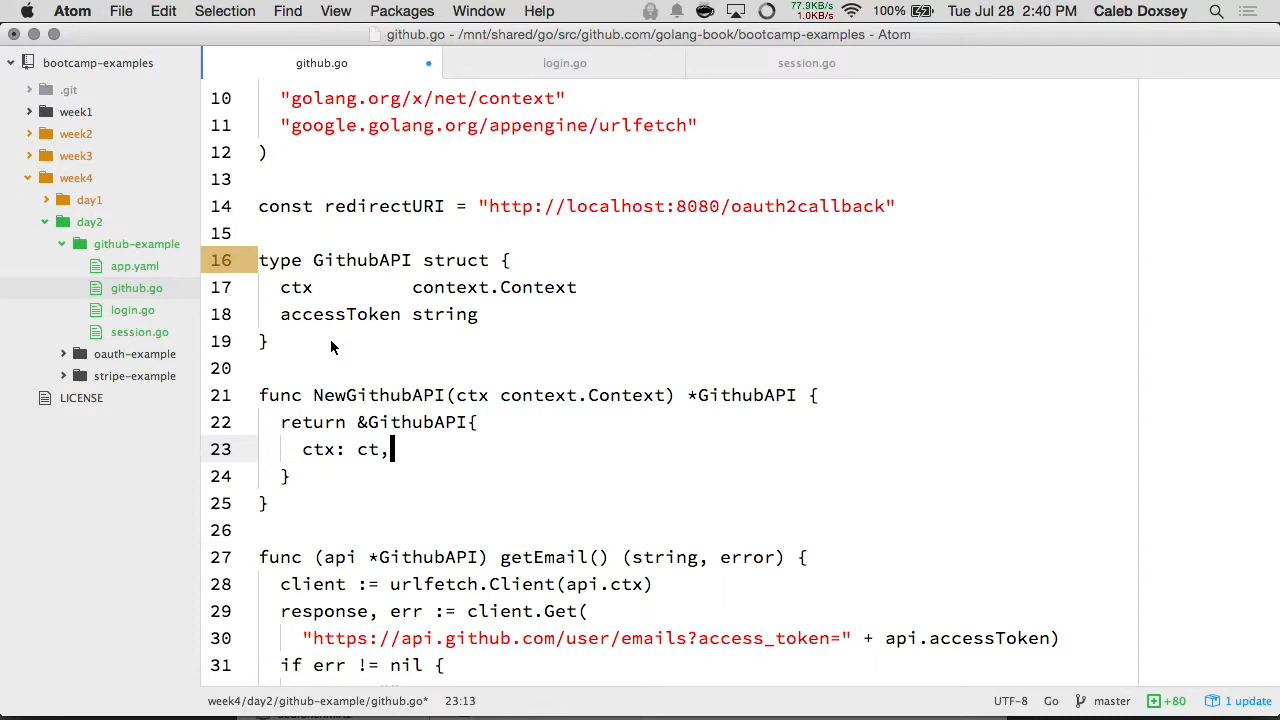 Atom File Edit Selection Find View Packages Window Help 77.9KB/s 1.0KB/s 100% Tue Jul 28 2:40 PM Caleb Doxsey
github.go - /mnt/shared/go/src/github.com/golang-book/bootcamp-examples - Atom
bootcamp-examples
.git
week1
week2
week3
week4
day1
day2
github-example
app.yaml
github.go
login.go
session.go
oauth-example
stripe-example
LICENSE
github.go login.go session.go
10 "golang.org/x/net/context"
11 "google.golang.org/appengine/urlfetch"
12 )
13
14 const redirectURI = "http://localhost:8080/oauth2callback"
15
16 type GithubAPI struct {
17 ctx context.Context
18 accessToken string
19 }
20
21 func NewGithubAPI(ctx context.Context) *GithubAPI {
22 return &GithubAPI{
23 ctx: ct,
24 }
25 }
26
27 func (api *GithubAPI) getEmail() (string, error) {
28 client := urlfetch.Client(api.ctx)
29 response, err := client.Get(
30 "https://api.github.com/user/emails?access_token=" + api.accessToken)
31 if err != nil {
week4/day2/github-example/github.go* 23:13 UTF-8 Go master +80 1 update